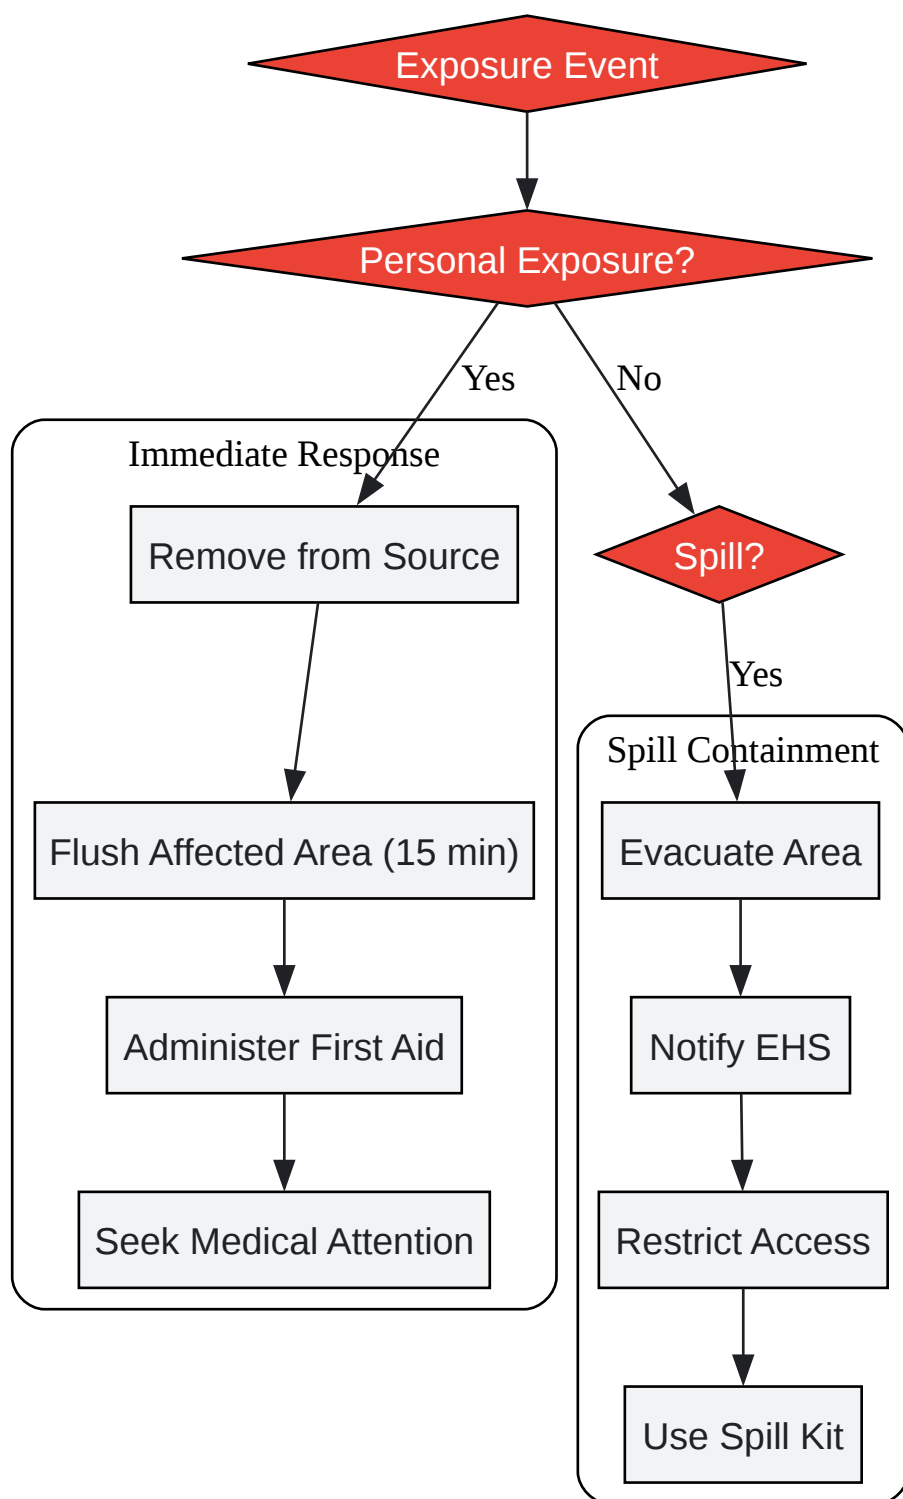 Exposure Event
Personal Exposure?
Yes
No
Immediate Response
Remove from Source
Spill?
Yes
Spill Containment
Flush Affected Area (15 min)
Evacuate Area
Administer First Aid
Notify EHS
Seek Medical Attention
Restrict Access
Use Spill Kit